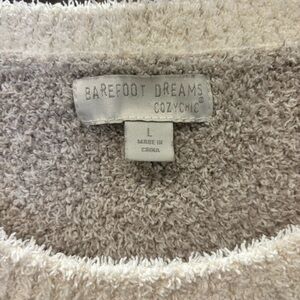 BAREFOOT DREAMS
COZYCHIC®
L
MADE IN
CHINA